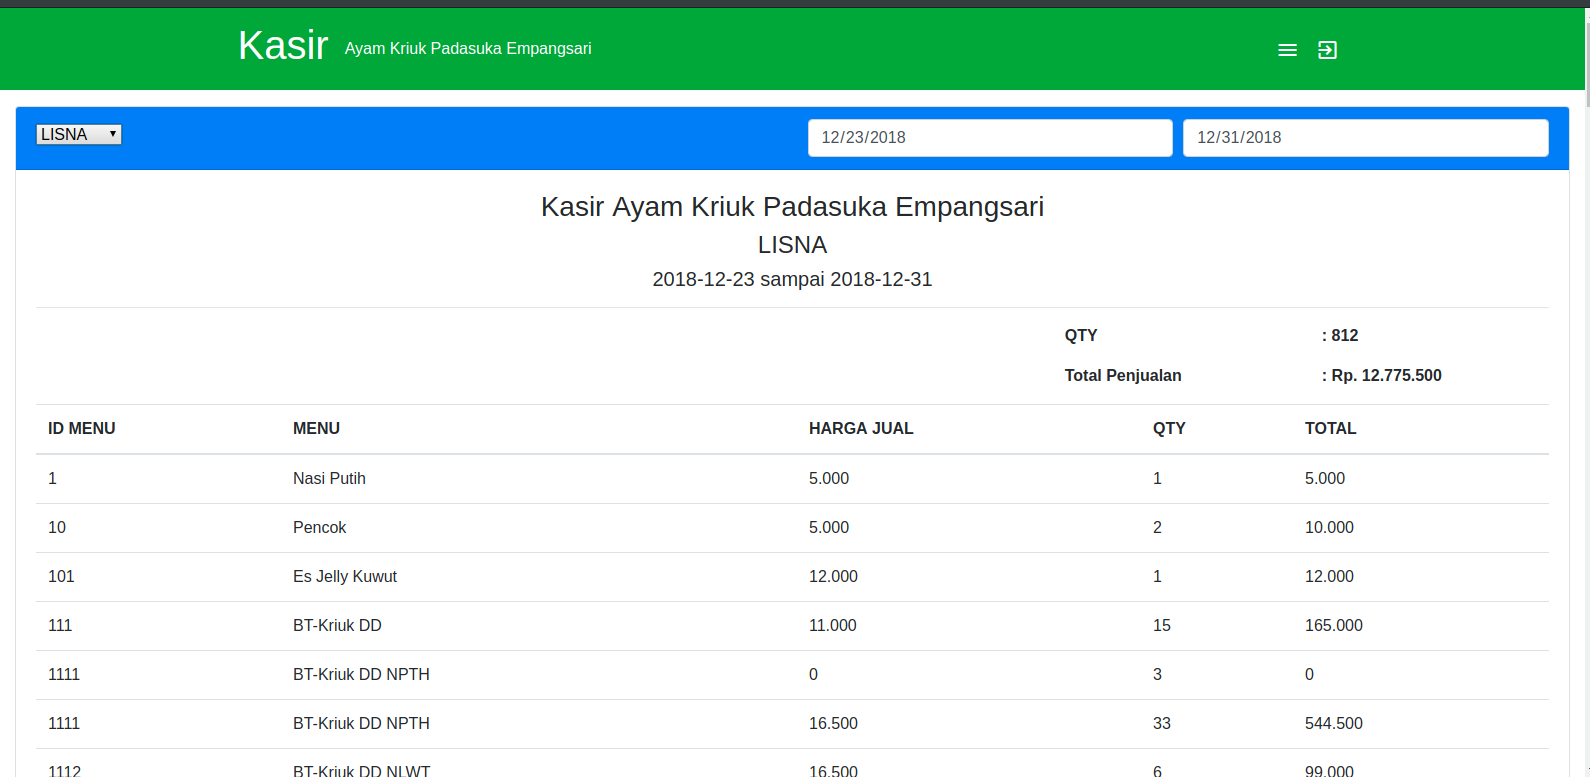 Kasir Ayam Kriuk Padasuka Empangsari
LISNA 12/23/2018 12/31/2018
Kasir Ayam Kriuk Padasuka Empangsari
LISNA
2018-12-23 sampai 2018-12-31
QTY : 812
Total Penjualan : Rp. 12.775.500
ID MENU MENU HARGA JUAL QTY TOTAL
1 Nasi Putih 5.000 1 5.000
10 Pencok 5.000 2 10.000
101 Es Jelly Kuwut 12.000 1 12.000
111 BT-Kriuk DD 11.000 15 165.000
1111 BT-Kriuk DD NPTH 0 3 0
1111 BT-Kriuk DD NPTH 16.500 33 544.500
1112 BT-Kriuk DD NLWT 16.500 6 99.000